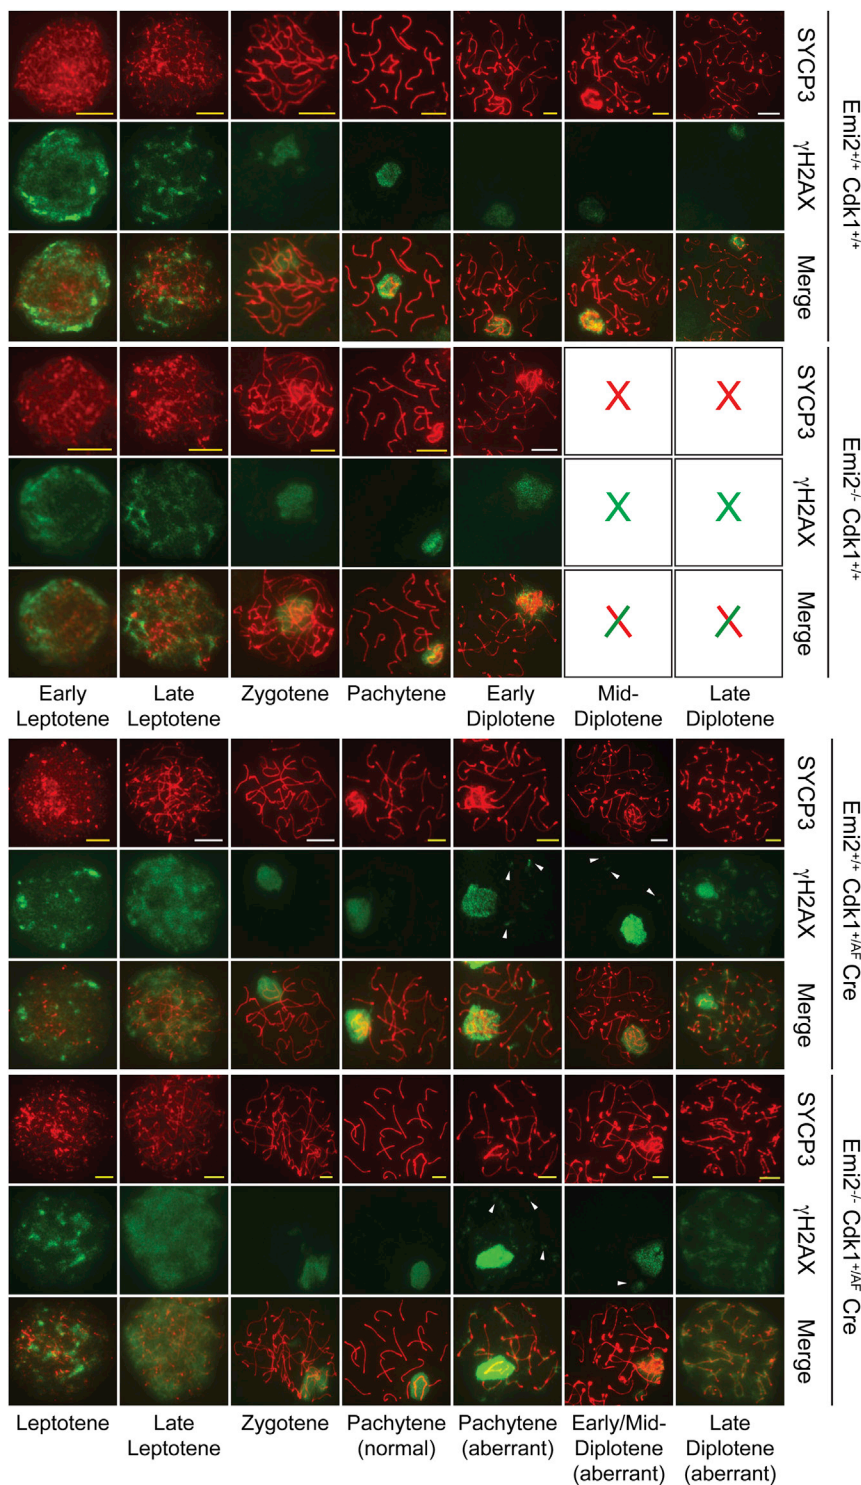 SYCP3
γH2AX
Merge
Emi2+/+ Cdk1+/+
SYCP3
γH2AX
Merge
Emi2-/- Cdk1+/+
X X
X X
X X
Early Leptotene
Late Leptotene
Zygotene
Pachytene
Early Diplotene
Mid-Diplotene
Late Diplotene
SYCP3
γH2AX
Merge
Emi2+/+ Cdk1+/AF Cre
SYCP3
γH2AX
Merge
Emi2-/- Cdk1+/AF Cre
Leptotene
Late Leptotene
Zygotene
Pachytene (normal)
Pachytene (aberrant)
Early/Mid-Diplotene (aberrant)
Late Diplotene (aberrant)